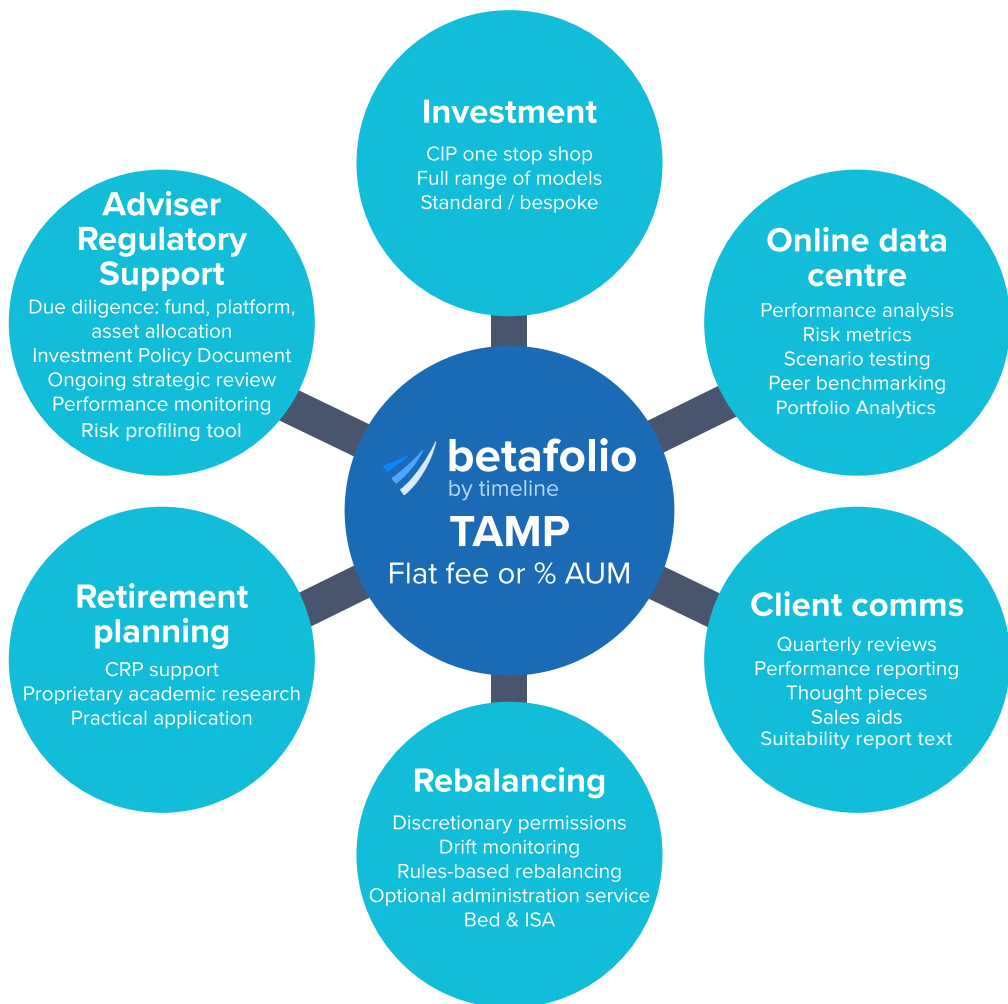 Investment
CIP one stop shop
Full range of models
Standard / bespoke
Adviser
Regulatory
Support
Due diligence: fund, platform,
asset allocation
Investment Policy Document
Ongoing strategic review
Performance monitoring
Risk profiling tool
Online data
centre
Performance analysis
Risk metrics
Scenario testing
Peer benchmarking
Portfolio Analytics
betafolio
by timeline
TAMP
Flat fee or % AUM
Retirement
planning
CRP support
Proprietary academic research
Practical application
Client comms
Quarterly reviews
Performance reporting
Thought pieces
Sales aids
Suitability report text
Rebalancing
Discretionary permissions
Drift monitoring
Rules-based rebalancing
Optional administration service
Bed & ISA